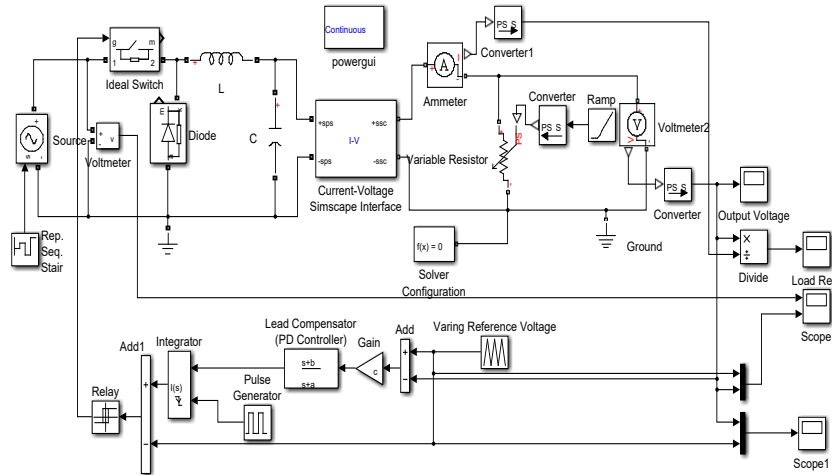 Continuous
powergui
g
m
1
2
Ideal Switch
L
PS S
Converter1
A
Ammeter
Source
+
s
-
v
Voltmeter
Diode
C
+sps
+ssc
I-V
-sps
-ssc
Current-Voltage
Simscape Interface
Variable Resistor
PS
Converter
PS S
Ramp
V
Voltmeter2
PS S
Converter
Output Voltage
Rep.
Seq.
Stair
f(x) = 0
Solver
Configuration
Ground
×
÷
Divide
Load Re
Scope
Lead Compensator
(PD Controller)
Gain
Add
Varing Reference Voltage
s+b
s+a
c
+
−
Integrator
I(s)
Add1
+
−
Pulse
Generator
Relay
Scope1